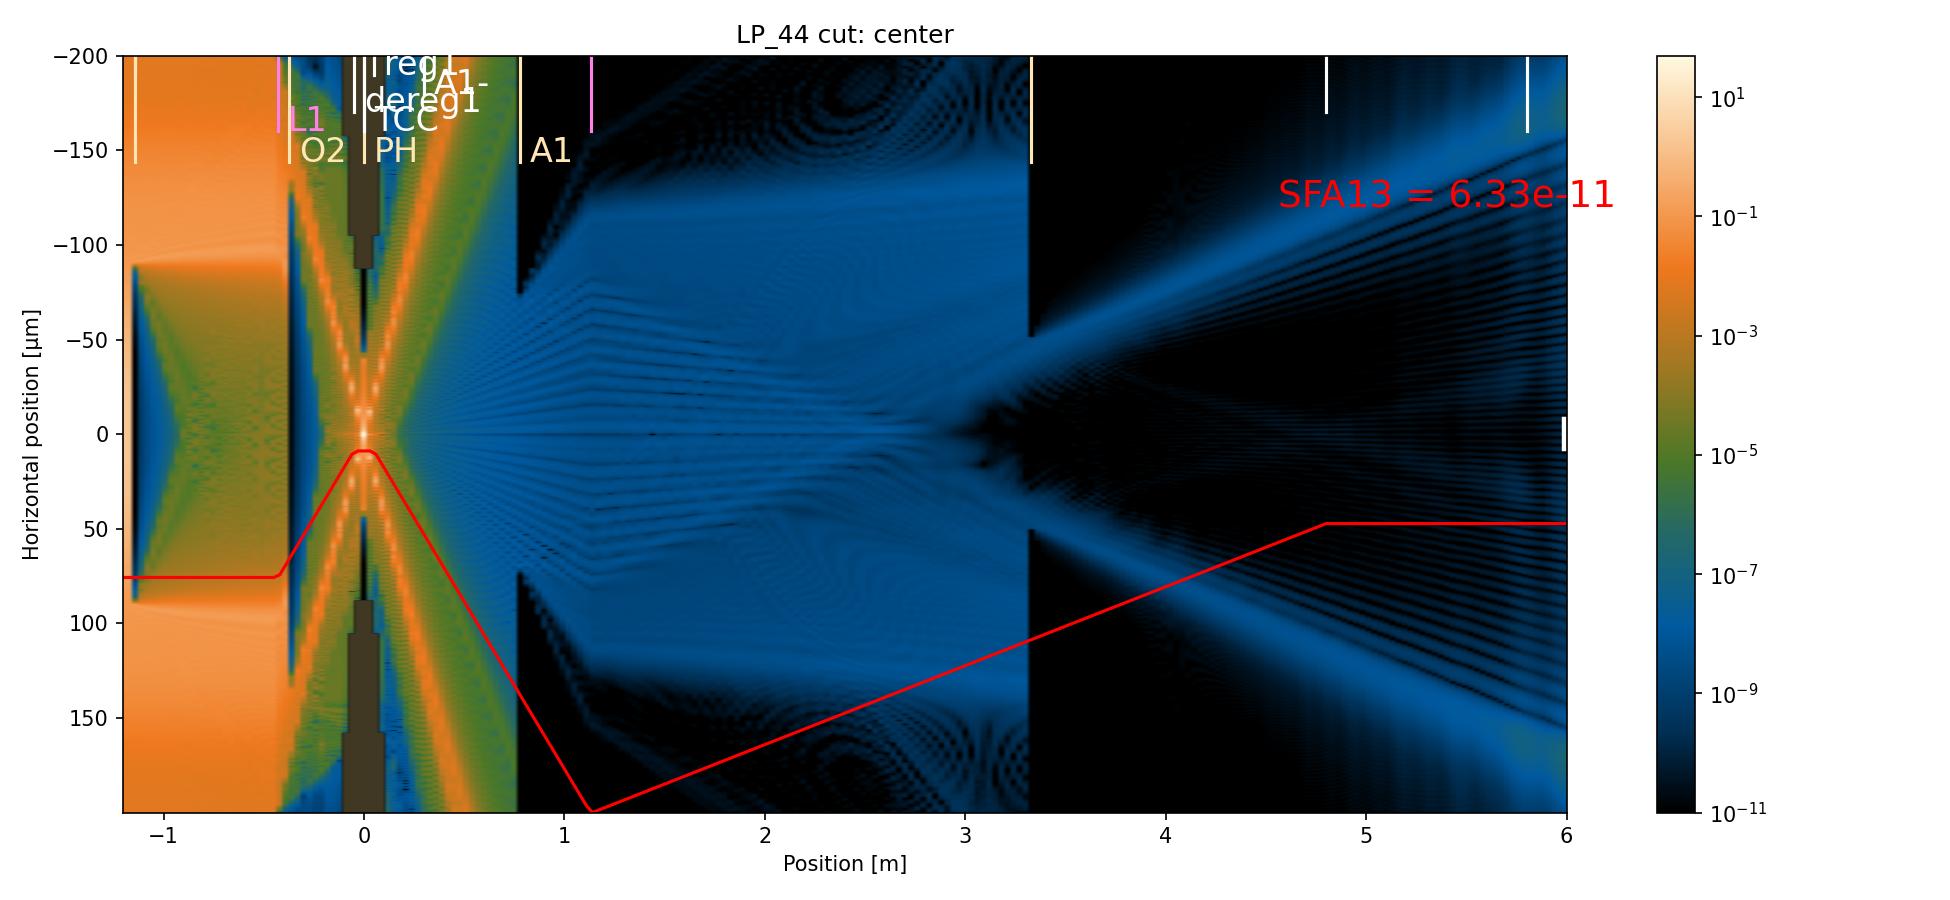 LP_44 cut: center
−200
−150
−100
−50
0
50
100
150
Horizontal position [μm]
reg1
A1-
dereg1
L1
TCC
O2
PH
A1
SFA13 = 6.33e-11
−1
0
1
2
3
4
5
6
Position [m]
10¹
10⁻¹
10⁻³
10⁻⁵
10⁻⁷
10⁻⁹
10⁻¹¹